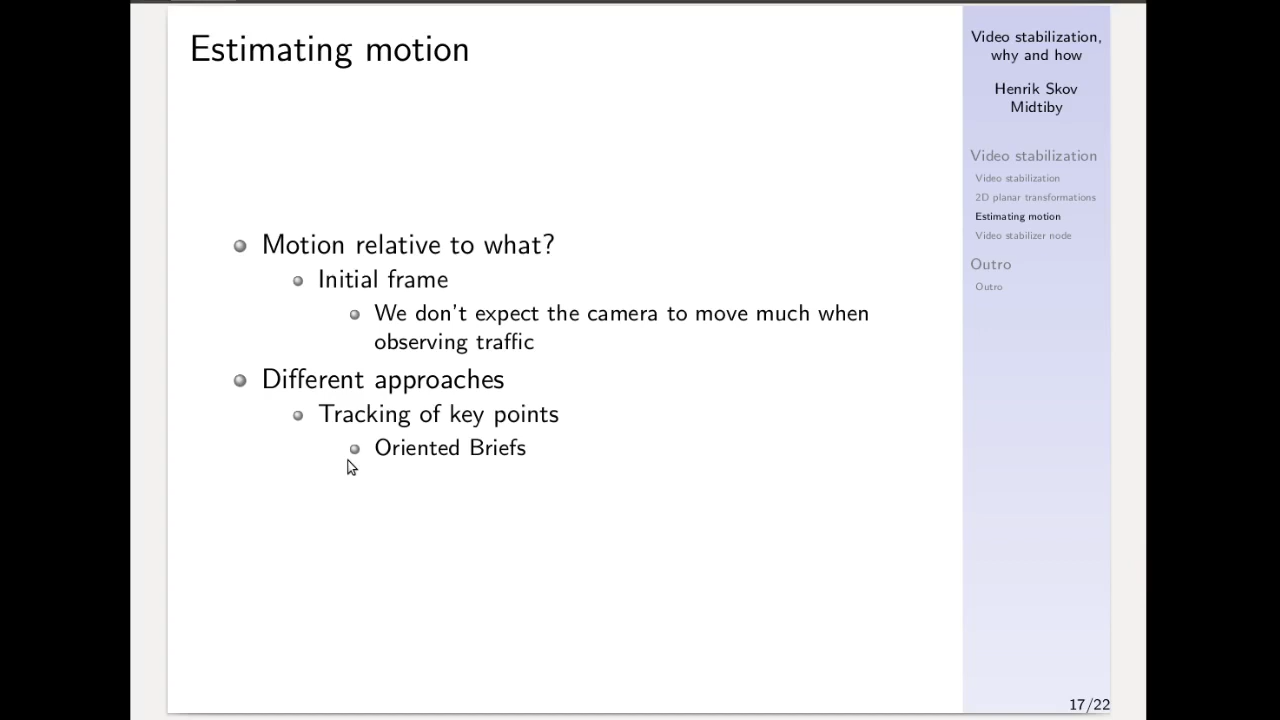 Estimating motion
Motion relative to what?
Initial frame
We don't expect the camera to move much when
observing traffic
Different approaches
Tracking of key points
Oriented Briefs
Video stabilization,
why and how
Henrik Skov
Midtiby
Video stabilization
Video stabilization
2D planar transformations
Estimating motion
Video stabilizer node
Outro
Outro
17/22